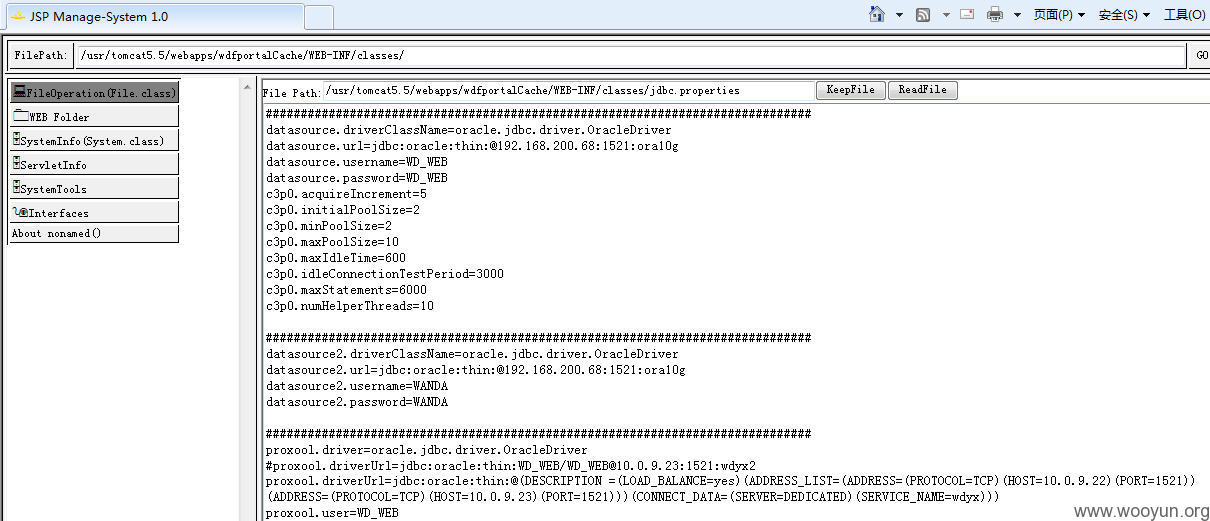 JSP Manage-System 1.0
页面(P) 安全(S) 工具(O)
FilePath: /usr/tomcat5.5/webapps/wdfportalCache/WEB-INF/classes/ GO
FileOperation(File.class)
WEB Folder
SystemInfo(System.class)
ServletInfo
SystemTools
Interfaces
About nonamed()
File Path: /usr/tomcat5.5/webapps/wdfportalCache/WEB-INF/classes/jdbc.properties KeepFile ReadFile
##############################################################################
datasource.driverClassName=oracle.jdbc.driver.OracleDriver
datasource.url=jdbc:oracle:thin:@192.168.200.68:1521:ora10g
datasource.username=WD_WEB
datasource.password=WD_WEB
c3p0.acquireIncrement=5
c3p0.initialPoolSize=2
c3p0.minPoolSize=2
c3p0.maxPoolSize=10
c3p0.maxIdleTime=600
c3p0.idleConnectionTestPeriod=3000
c3p0.maxStatements=6000
c3p0.numHelperThreads=10
##############################################################################
datasource2.driverClassName=oracle.jdbc.driver.OracleDriver
datasource2.url=jdbc:oracle:thin:@192.168.200.68:1521:ora10g
datasource2.username=WANDA
datasource2.password=WANDA
##############################################################################
proxool.driver=oracle.jdbc.driver.OracleDriver
#proxool.driverUrl=jdbc:oracle:thin:WD_WEB/WD_WEB@10.0.9.23:1521:wdyx2
proxool.driverUrl=jdbc:oracle:thin:@(DESCRIPTION =(LOAD_BALANCE=yes)(ADDRESS_LIST=(ADDRESS=(PROTOCOL=TCP)(HOST=10.0.9.22)(PORT=1521))
(ADDRESS=(PROTOCOL=TCP)(HOST=10.0.9.23)(PORT=1521)))(CONNECT_DATA=(SERVER=DEDICATED)(SERVICE_NAME=wdyx)))
proxool.user=WD_WEB
www.wooyun.org